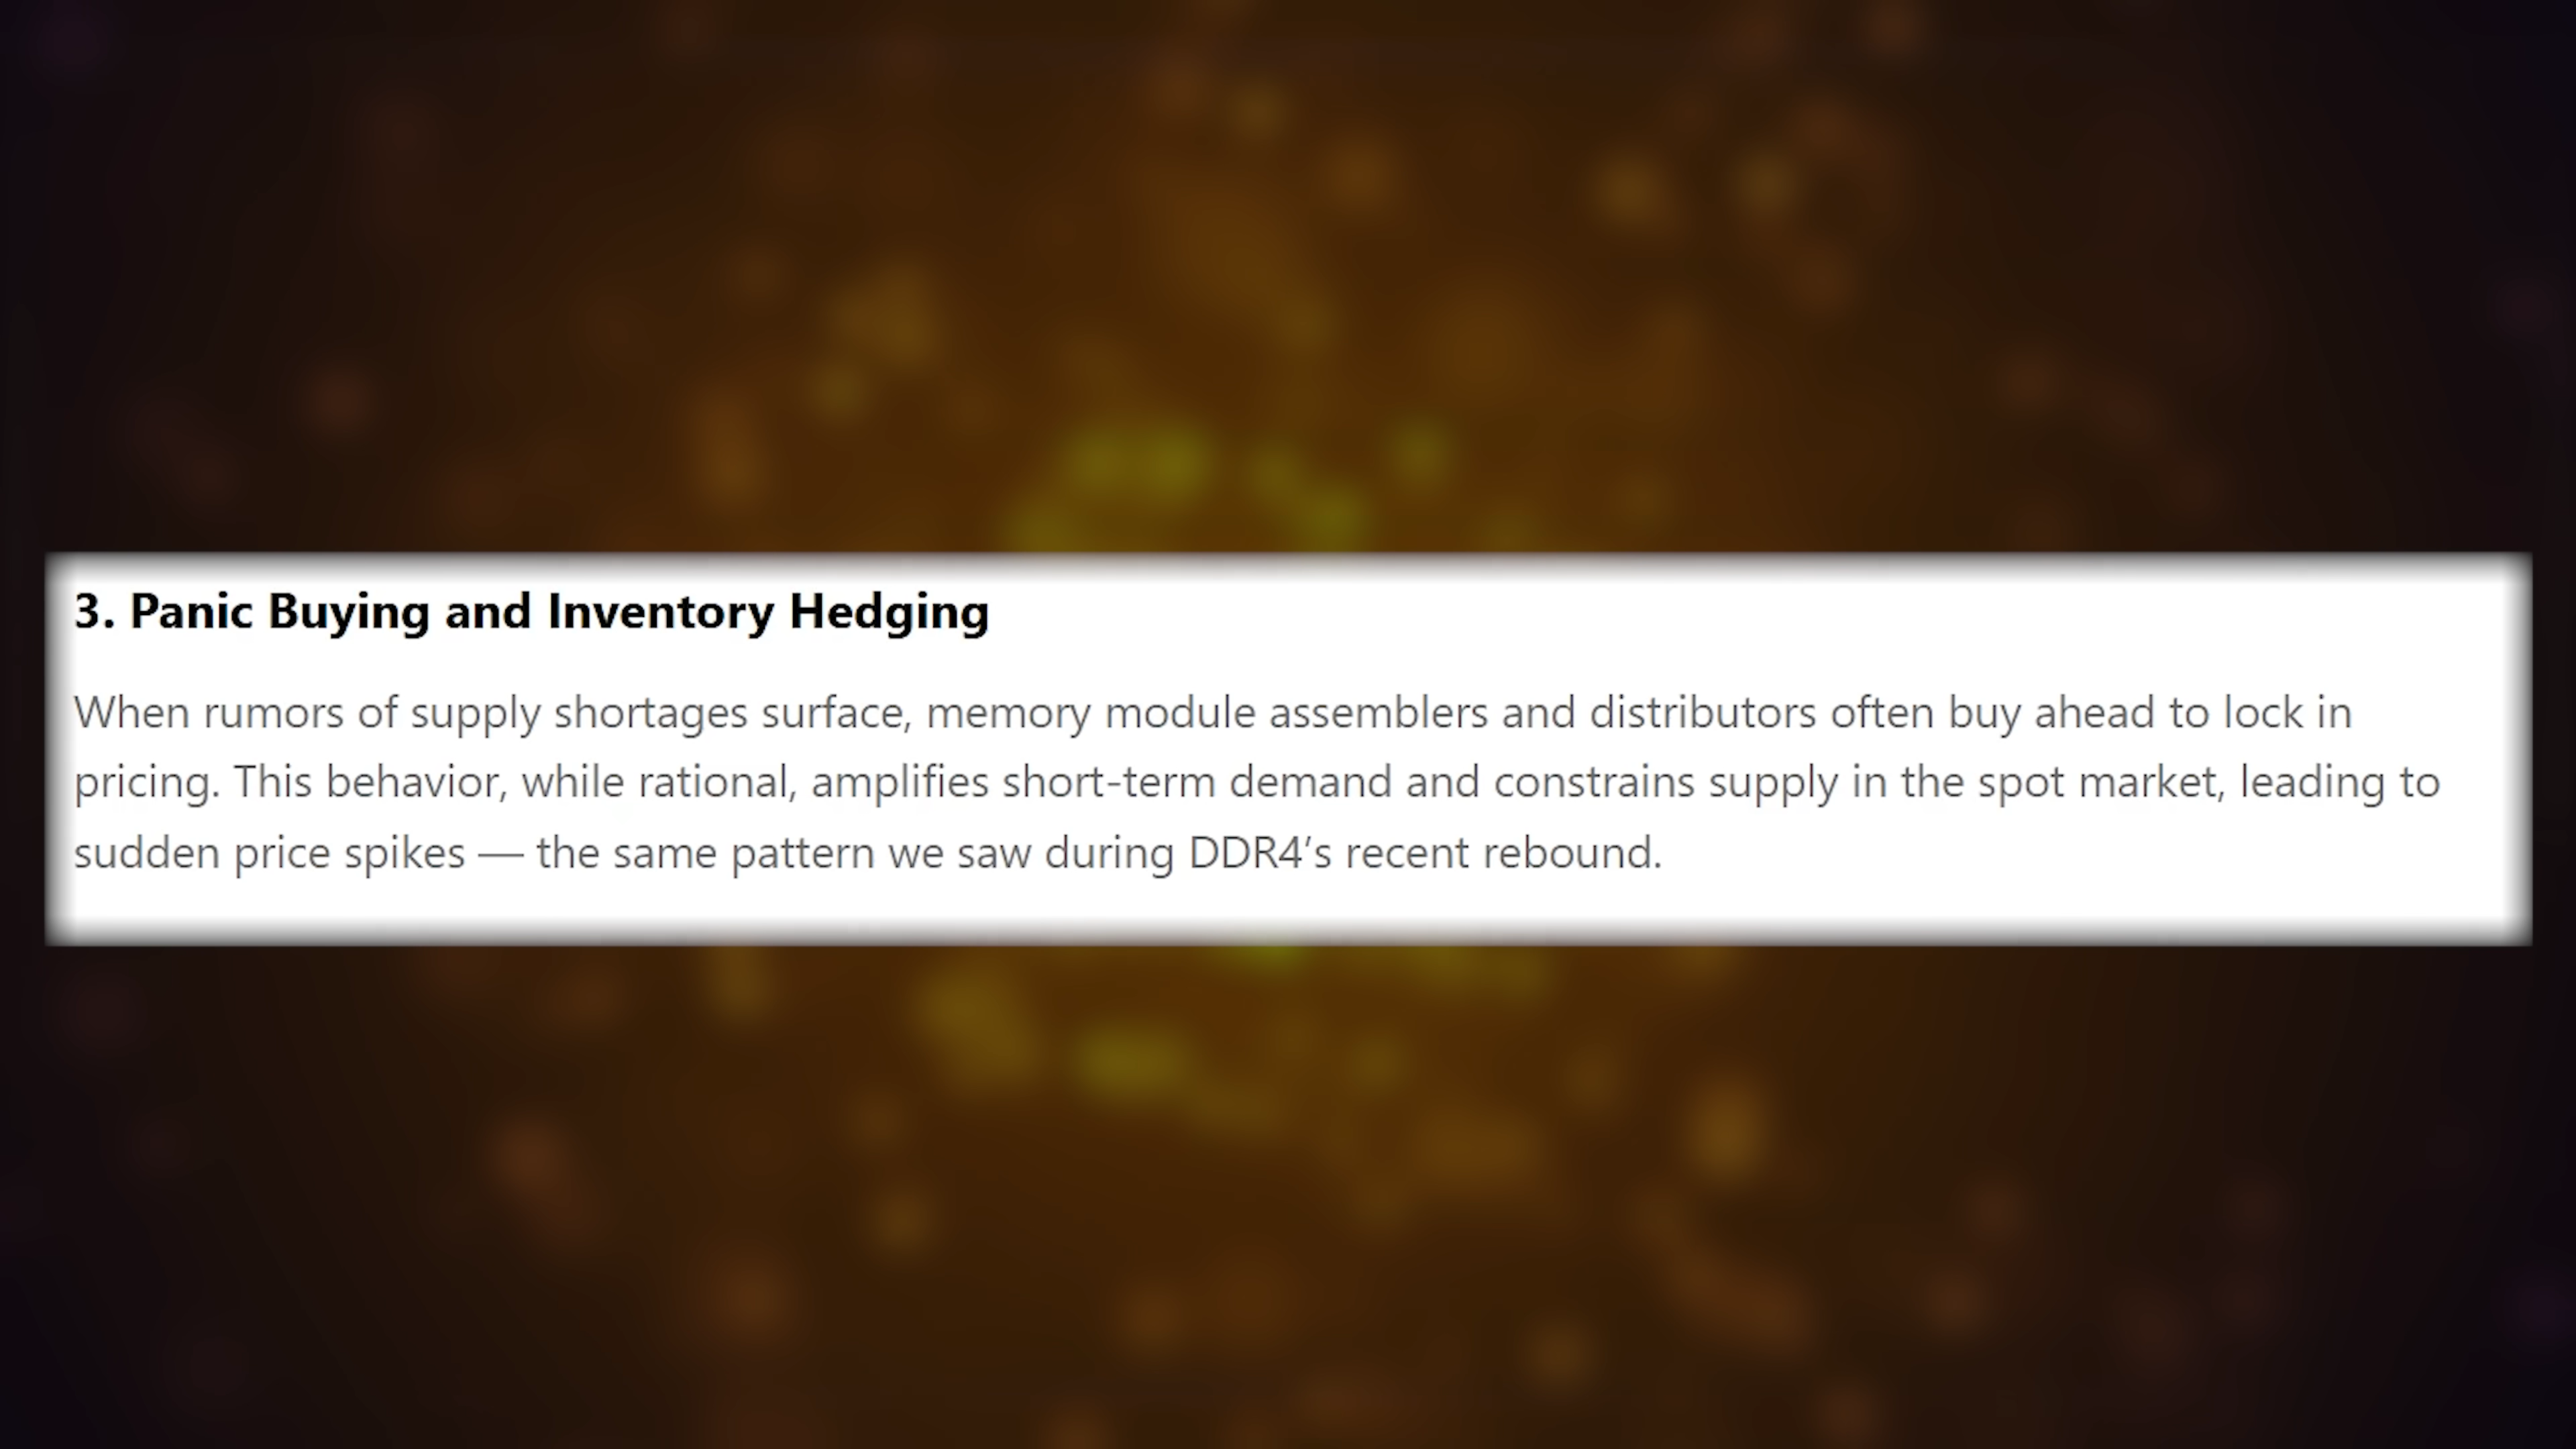 3. Panic Buying and Inventory Hedging
When rumors of supply shortages surface, memory module assemblers and distributors often buy ahead to lock in
pricing. This behavior, while rational, amplifies short-term demand and constrains supply in the spot market, leading to
sudden price spikes — the same pattern we saw during DDR4’s recent rebound.